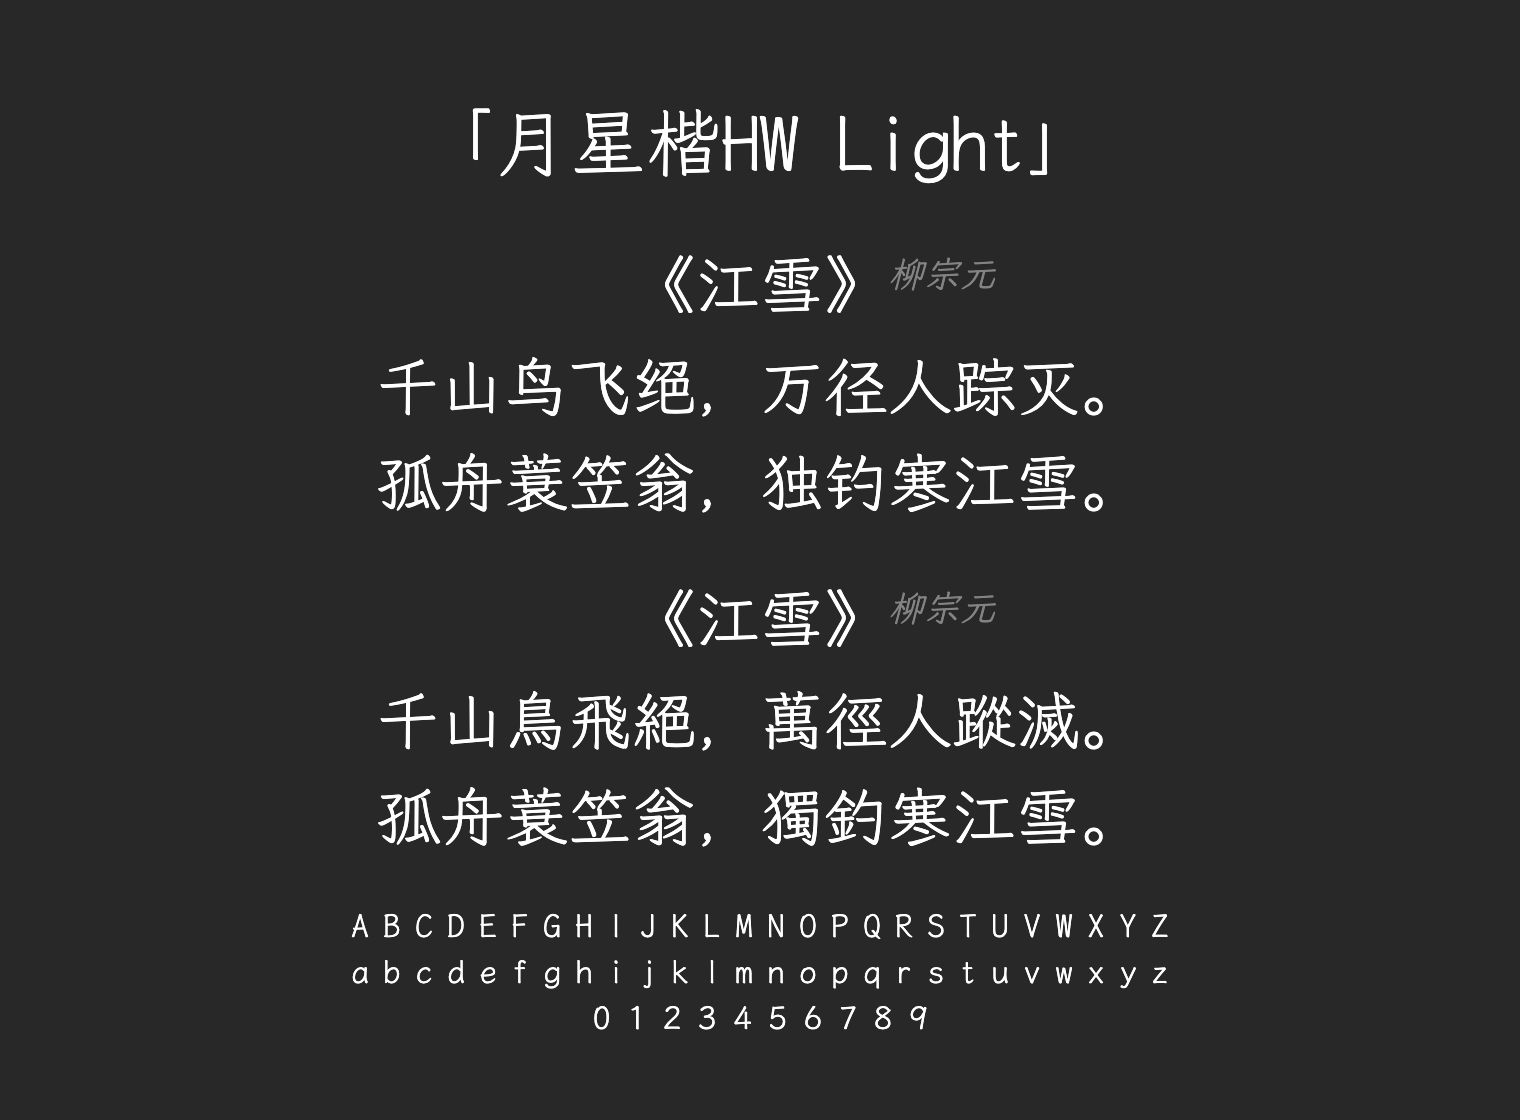 「月星楷HW Light」
《江雪》 柳宗元
千山鸟飞绝，万径人踪灭。
孤舟蓑笠翁，独钓寒江雪。
《江雪》 柳宗元
千山鳥飛絕，萬徑人蹤滅。
孤舟蓑笠翁，獨釣寒江雪。
A B C D E F G H I J K L M N O P Q R S T U V W X Y Z
a b c d e f g h i j k l m n o p q r s t u v w x y z
0 1 2 3 4 5 6 7 8 9